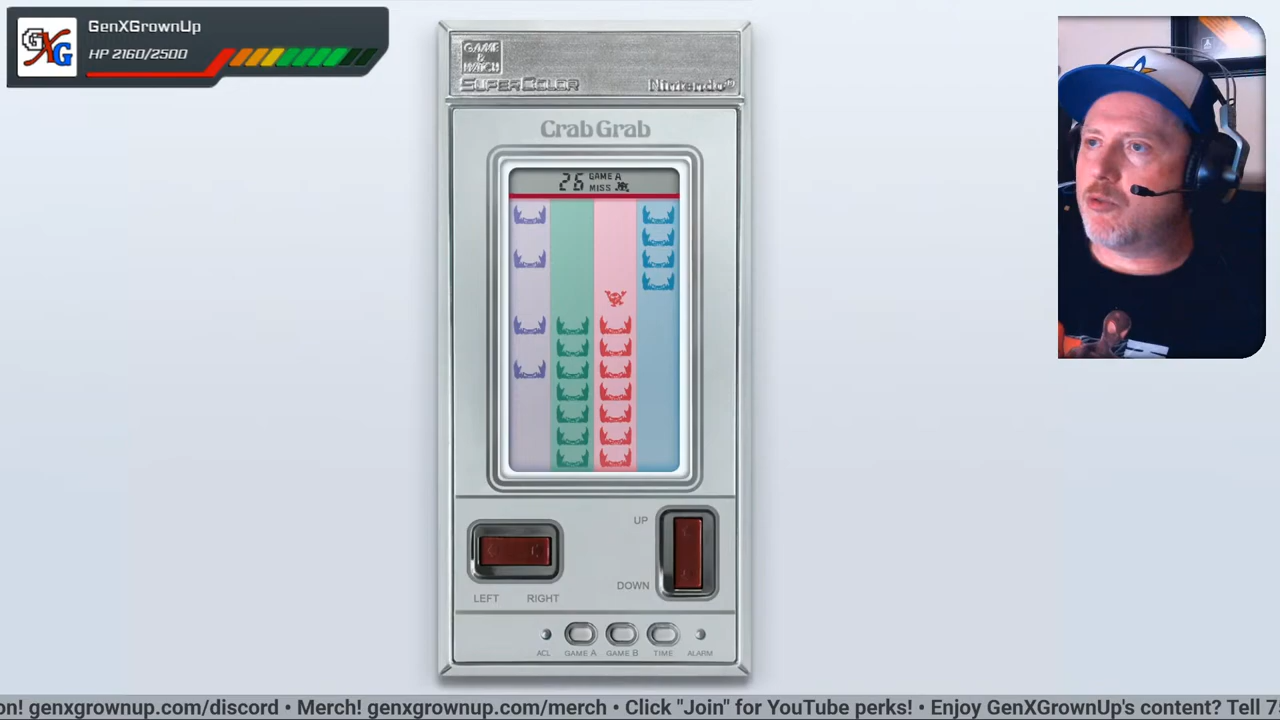 GenXGrownUp
HP 2160/2500
GXG
GAME
&
WATCH
SUPER COLOR
Nintendo®
Crab Grab
26 GAME A
MISS
UP
DOWN
LEFT RIGHT
ACL GAME A GAME B TIME ALARM
on! genxgrownup.com/discord • Merch! genxgrownup.com/merch • Click "Join" for YouTube perks! • Enjoy GenXGrownUp's content? Tell 7